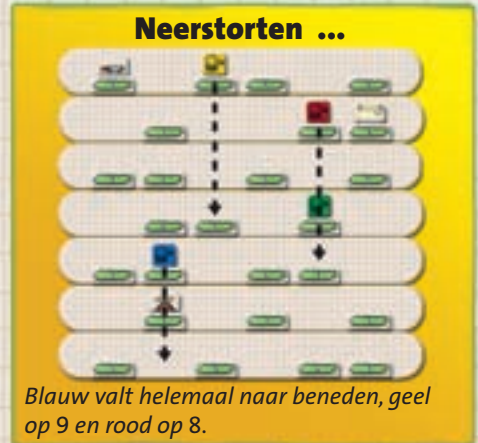 Neerstorten ...
Blauw valt helemaal naar beneden, geel
op 9 en rood op 8.